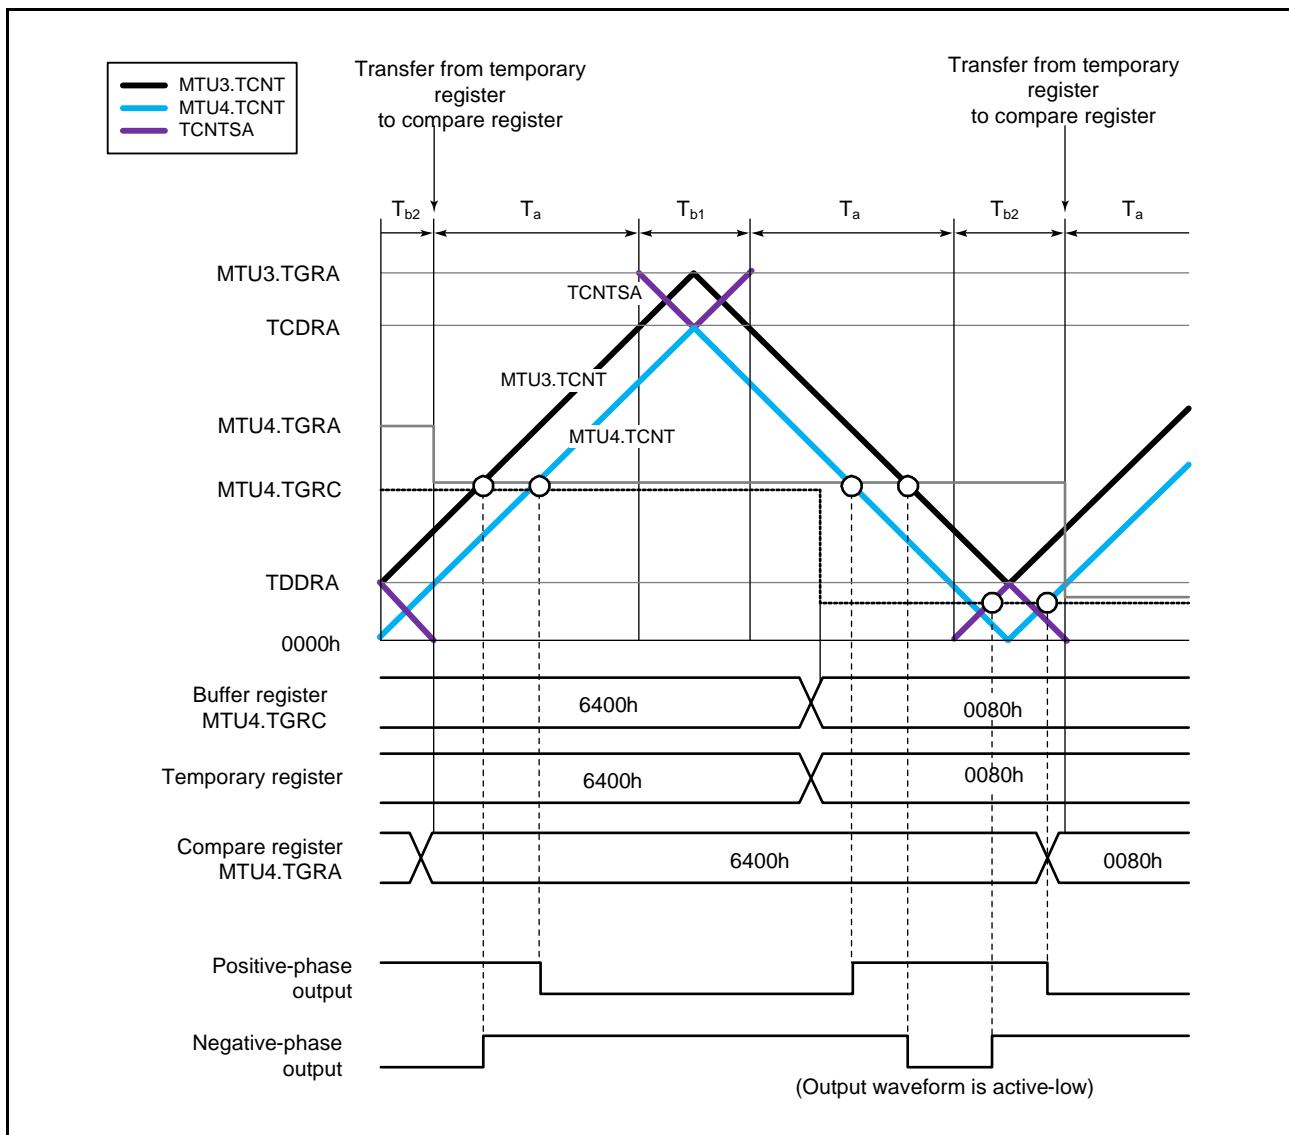 MTU3.TCNT
MTU4.TCNT
TCNTSA
Transfer from temporary
register
to compare register
Transfer from temporary
register
to compare register
Tb2
Ta
Tb1
Ta
Tb2
Ta
MTU3.TGRA
TCNTSA
TCDRA
MTU3.TCNT
MTU4.TGRA
MTU4.TCNT
MTU4.TGRC
TDDRA
0000h
Buffer register
MTU4.TGRC
6400h
0080h
Temporary register
6400h
0080h
Compare register
MTU4.TGRA
6400h
0080h
Positive-phase
output
Negative-phase
output
(Output waveform is active-low)